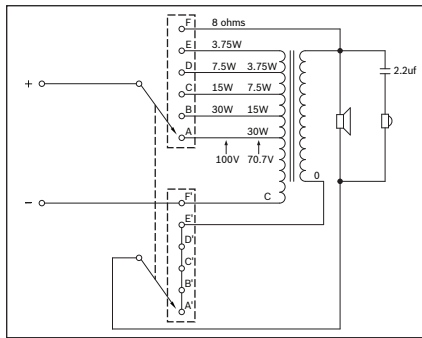 F 8 ohms
E 3.75W
D 7.5W 3.75W
C 15W 7.5W
B 30W 15W
A 30W
100V 70.7V
2.2uf
+
−
C
0
F'
E'
D'
C'
B'
A'